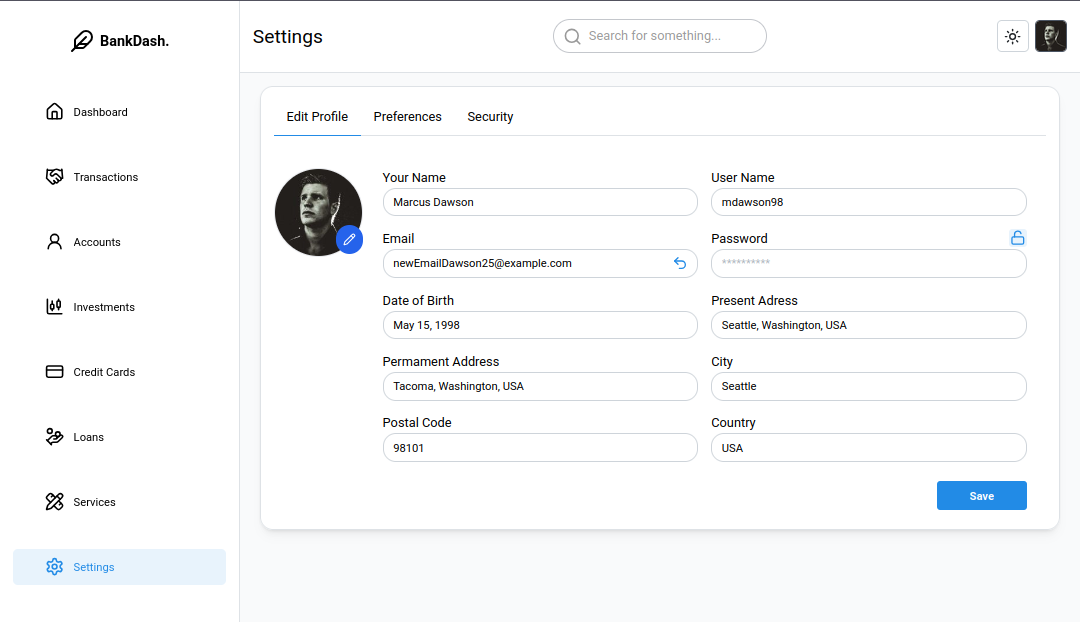 BankDash.
Settings
Search for something...
Dashboard
Transactions
Accounts
Investments
Credit Cards
Loans
Services
Settings
Edit Profile Preferences Security
Your Name
Marcus Dawson
User Name
mdawson98
Email
newEmailDawson25@example.com
Password
**********
Date of Birth
May 15, 1998
Present Adress
Seattle, Washington, USA
Permament Address
Tacoma, Washington, USA
City
Seattle
Postal Code
98101
Country
USA
Save